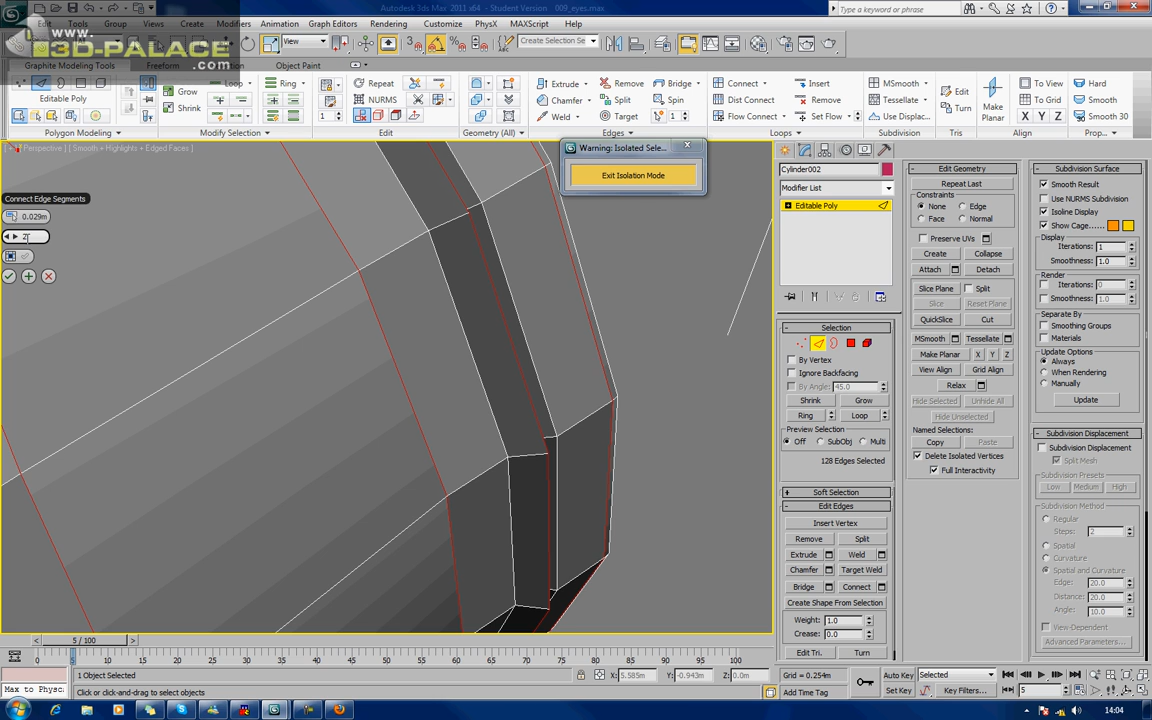 Autodesk 3ds Max 2011 x64 - Student Version 009_eyes.max
Type a keyword or phrase
Edit Tools Group Views Create Modifiers Animation Graph Editors Rendering Customize PhysX MAXScript Help
3D-PALACE
.com
View
Create Selection Se
Graphite Modeling Tools Freeform Object Paint
Editable Poly
Polygon Modeling
Grow
Shrink
Loop
Ring
Modify Selection
Repeat
NURMS
1
Edit
Geometry (All)
Extrude
Chamfer
Weld
Remove
Split
Target
Bridge
Spin
1
Edges
Connect
Dist Connect
Flow Connect
Insert
Remove
Set Flow
Loops
MSmooth
Tessellate
Edit
Turn
Subdivision
Make Planar
To View
To Grid
X Y Z
Align
Hard
Smooth
Smooth 30
Prop...
[ + ] [ Perspective ] [ Smooth + Highlights + Edged Faces ]
Connect Edge Segments
0.029m
2
Warning: Isolated Sele...
Exit Isolation Mode
Cylinder002
Modifier List
Editable Poly
Selection
By Vertex
Ignore Backfacing
By Angle: 45.0
Shrink Grow
Ring Loop
Preview Selection
Off SubObj Multi
128 Edges Selected
Soft Selection
Edit Edges
Insert Vertex
Remove Split
Extrude Weld
Chamfer Target Weld
Bridge Connect
Create Shape From Selection
Weight: 1.0
Crease: 0.0
Edit Tri. Turn
Edit Geometry
Repeat Last
Constraints
None Edge
Face Normal
Preserve UVs
Create Collapse
Attach Detach
Slice Plane Split
Slice Reset Plane
QuickSlice Cut
MSmooth Tessellate
Make Planar X Y Z
View Align Grid Align
Relax
Hide Selected Unhide All
Hide Unselected
Named Selections:
Copy Paste
Delete Isolated Vertices
Full Interactivity
Subdivision Surface
Smooth Result
Use NURMS Subdivision
Isoline Display
Show Cage......
Display
Iterations: 1
Smoothness: 1.0
Render
Iterations: 0
Smoothness: 1.0
Separate By
Smoothing Groups
Materials
Update Options
Always
When Rendering
Manually
Update
Subdivision Displacement
Subdivision Displacement
Split Mesh
Subdivision Presets
Low Medium High
Subdivision Method
Regular
Steps: 2
Spatial
Curvature
Spatial and Curvature
Edge: 20.0
Distance: 20.0
Angle: 10.0
View-Dependent
Advanced Parameters...
5 / 100
0 5 10 15 20 25 30 35 40 45 50 55 60 65 70 75 80 85 90 95 100
1 Object Selected
X: 5.585m Y: -0.943m Z: 0.0m
Grid = 0.254m
Auto Key Selected
Max to Physc
Click or click-and-drag to select objects
Add Time Tag
Set Key
Key Filters...
5
14:04